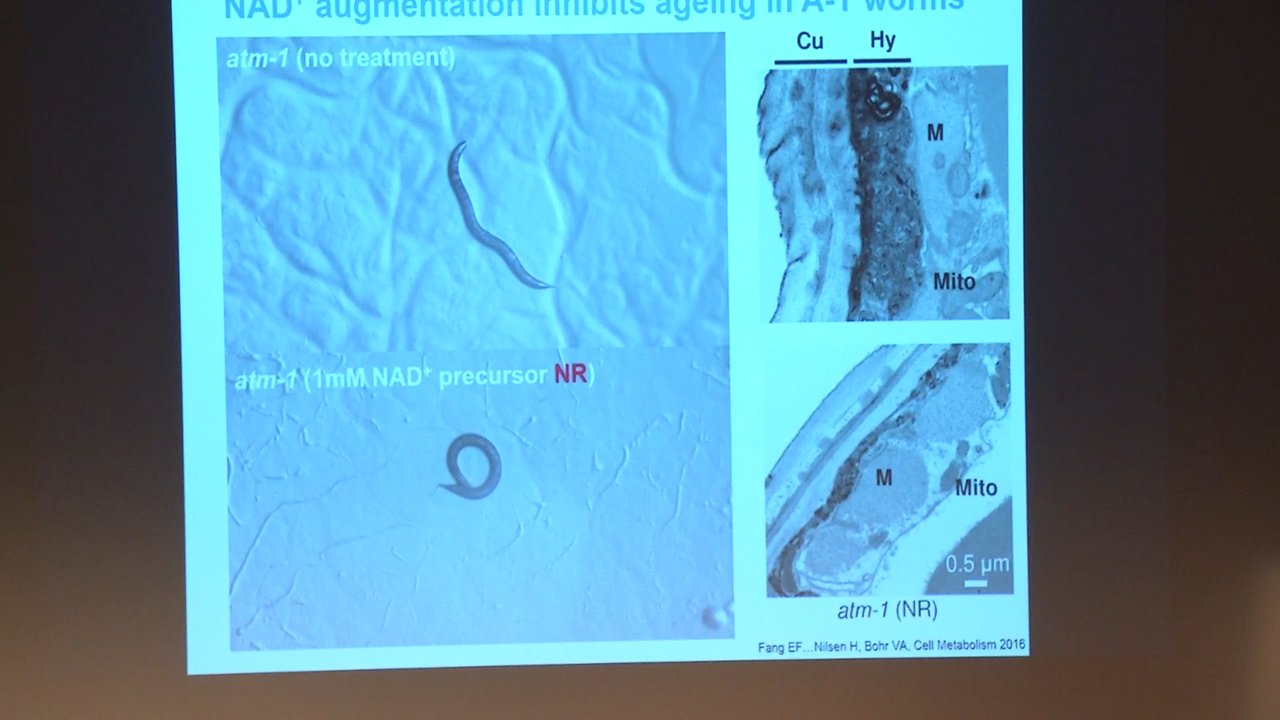 NAD⁺ augmentation inhibits ageing in A-T worms
atm-1 (no treatment)
Cu Hy
M
Mito
atm-1 (1mM NAD⁺ precursor NR)
M
Mito
0.5 µm
atm-1 (NR)
Fang EF...Nilsen H, Bohr VA, Cell Metabolism 2016